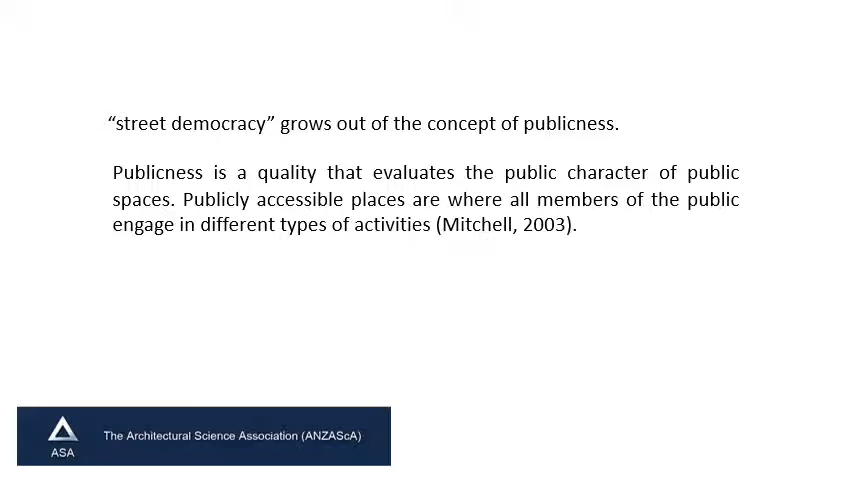 “street democracy” grows out of the concept of publicness.
Publicness is a quality that evaluates the public character of public
spaces. Publicly accessible places are where all members of the public
engage in different types of activities (Mitchell, 2003).
The Architectural Science Association (ANZAScA)
ASA